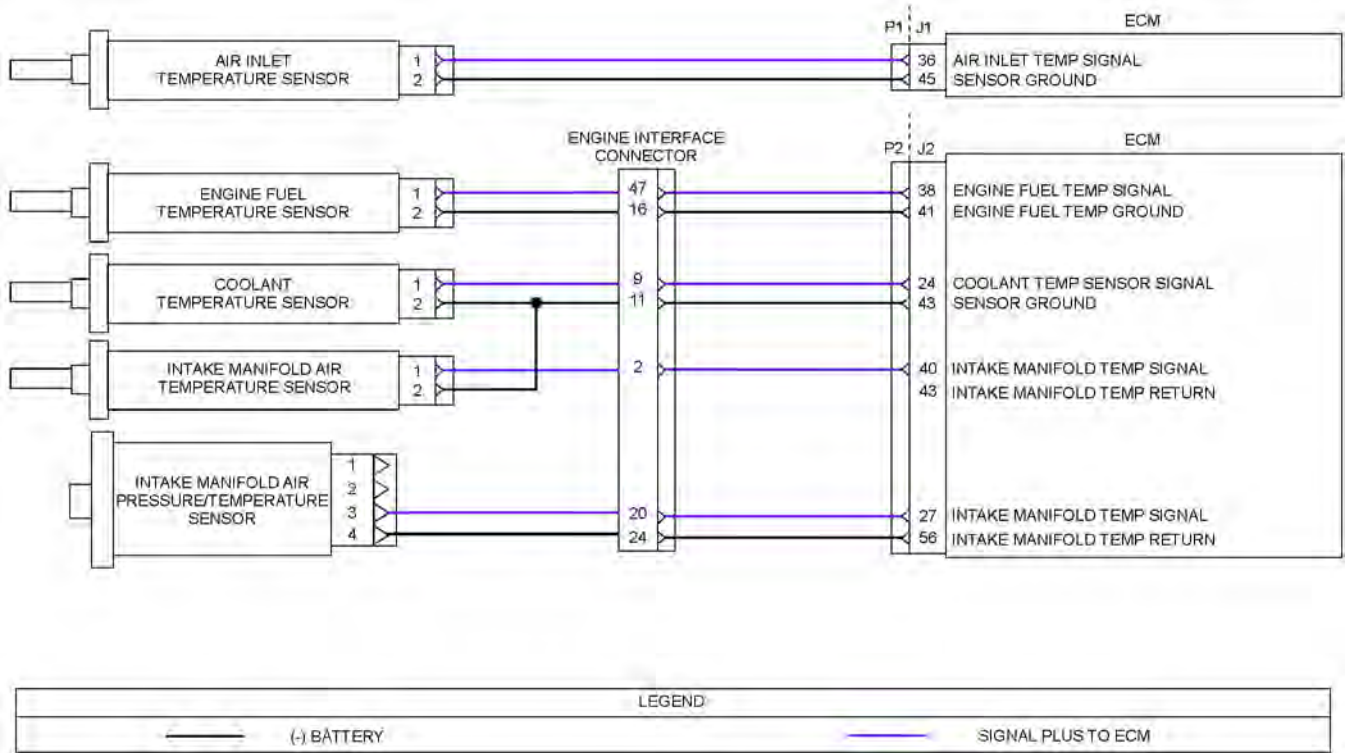 ECM
P1 J1
AIR INLET
TEMPERATURE SENSOR
1
2
36 AIR INLET TEMP SIGNAL
45 SENSOR GROUND
ENGINE INTERFACE
CONNECTOR
P2 J2
ECM
ENGINE FUEL
TEMPERATURE SENSOR
1
2
47
16
38 ENGINE FUEL TEMP SIGNAL
41 ENGINE FUEL TEMP GROUND
COOLANT
TEMPERATURE SENSOR
1
2
9
11
24 COOLANT TEMP SENSOR SIGNAL
43 SENSOR GROUND
INTAKE MANIFOLD AIR
TEMPERATURE SENSOR
1
2
2
40 INTAKE MANIFOLD TEMP SIGNAL
43 INTAKE MANIFOLD TEMP RETURN
INTAKE MANIFOLD AIR
PRESSURE/TEMPERATURE
SENSOR
1
2
3
4
20
24
27 INTAKE MANIFOLD TEMP SIGNAL
56 INTAKE MANIFOLD TEMP RETURN
LEGEND
(-) BATTERY
SIGNAL PLUS TO ECM